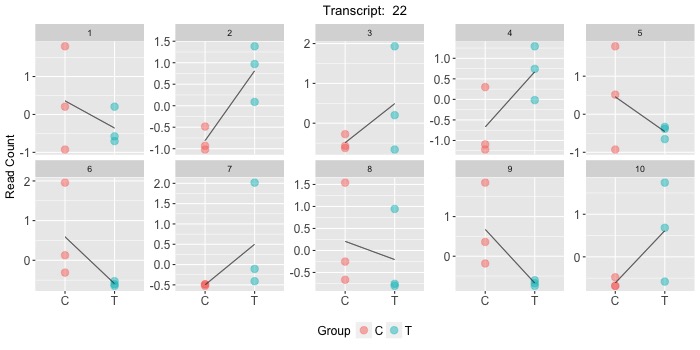 Transcript: 22
1 2 3 4 5
1 0 -1
1.5 1.0 0.5 0.0 -0.5 -1.0
2 1 0
1.0 0.5 0.0 -0.5 -1.0
1 0 -1
Read Count
6 7 8 9 10
2 1 0
2.0 1.5 1.0 0.5 0.0 -0.5
1.5 1.0 0.5 0.0 -0.5
1 0
1 0
C T C T C T C T C T
Group C T